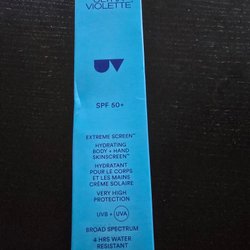 VIOLETTE™
UV
SPF 50+
EXTREME SCREEN™
HYDRATING
BODY + HAND
SKINSCREEN™
HYDRATANT
POUR LE CORPS
ET LES MAINS
CRÈME SOLAIRE
VERY HIGH
PROTECTION
UVB + UVA
BROAD SPECTRUM
4 HRS WATER
RESISTANT